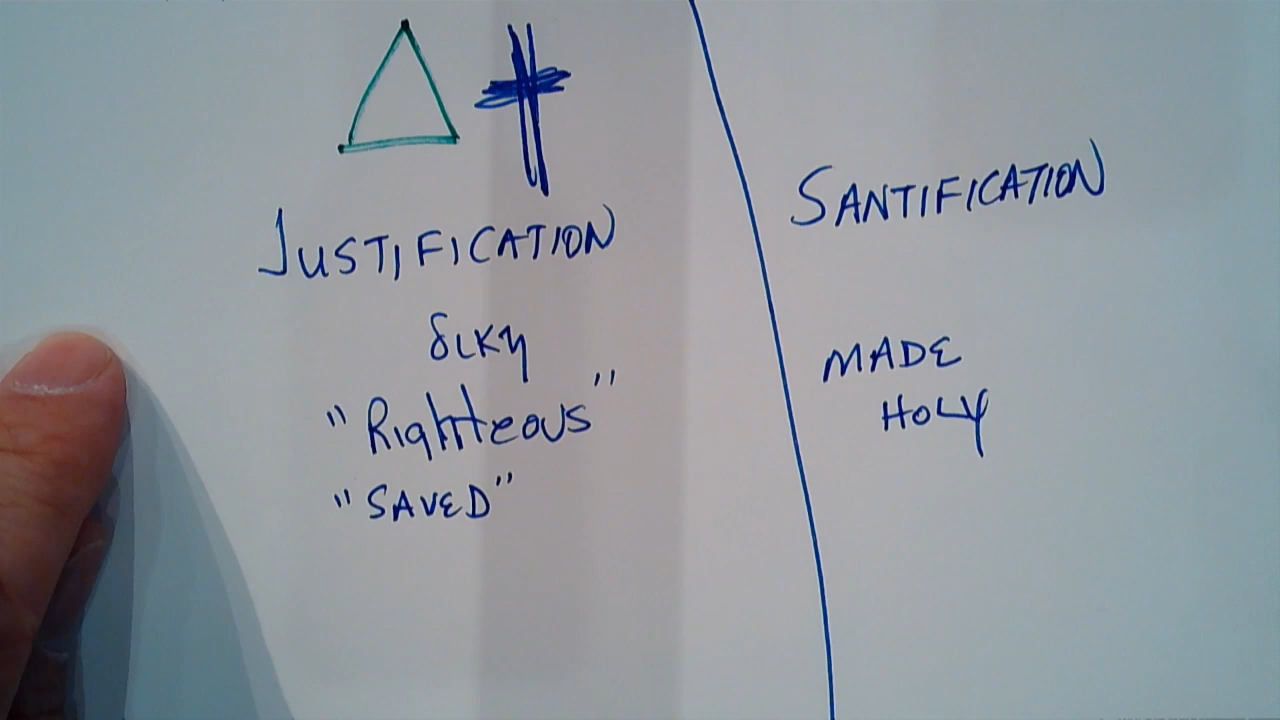 JUSTIFICATION
δικη
"Righteous"
"SAVED"
SANTIFICATION
MADE
HOLY